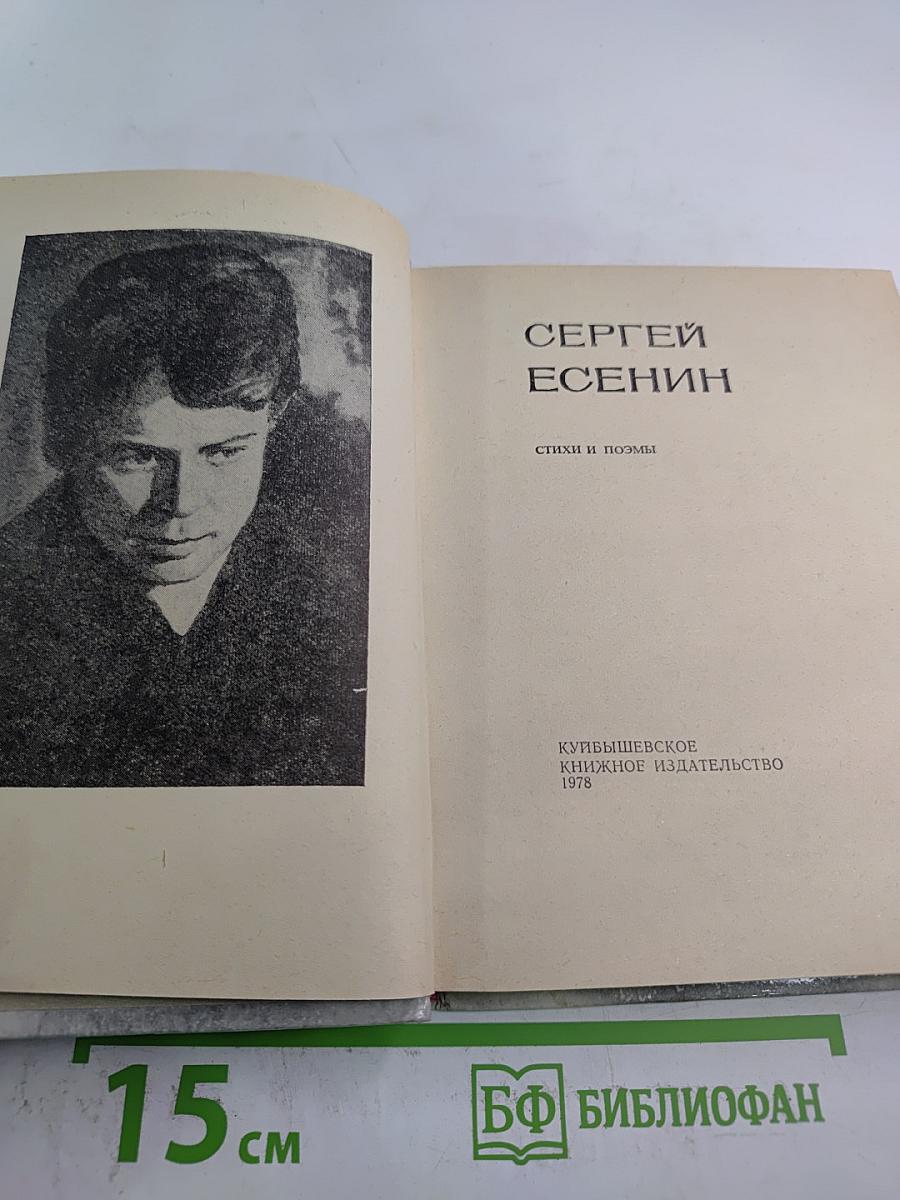 СЕРГЕЙ
ЕСЕНИН
СТИХИ И ПОЭМЫ
КУЙБЫШЕВСКОЕ
КНИЖНОЕ ИЗДАТЕЛЬСТВО
1978
15 см
БФ БИБЛИОФАН